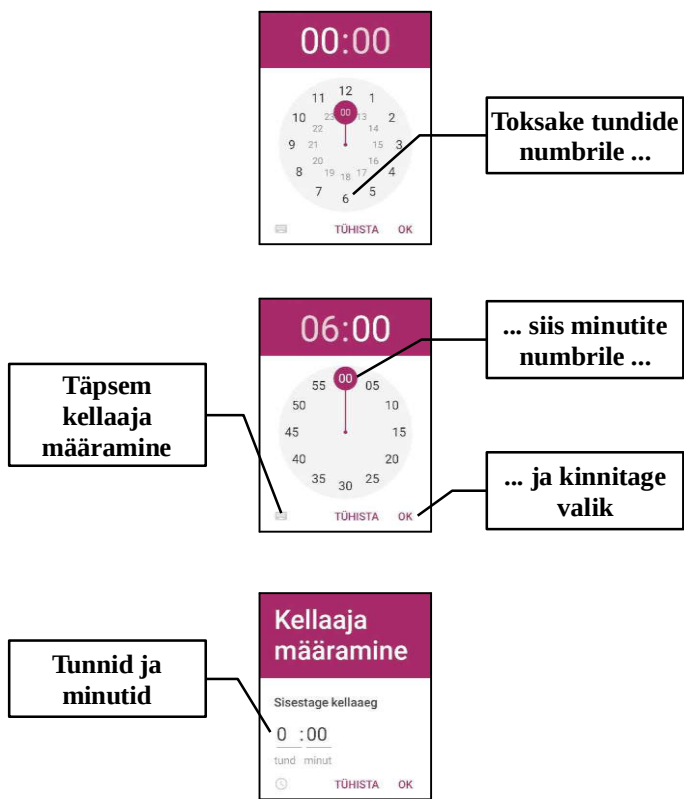 00:00
12
11
1
00
23
13
10
2
22
14
9
21
15
3
20
16
8
4
19
17
18
7
5
6
TÜHISTA OK
Toksake tundide
numbrile ...
06:00
00
55
05
50
10
45
15
40
20
35
25
30
TÜHISTA OK
... siis minutite
numbrile ...
Täpsem
kellaaja
määramine
... ja kinnitage
valik
Kellaaja
määramine
Sisestage kellaaeg
0 :00
tund minut
TÜHISTA OK
Tunnid ja
minutid